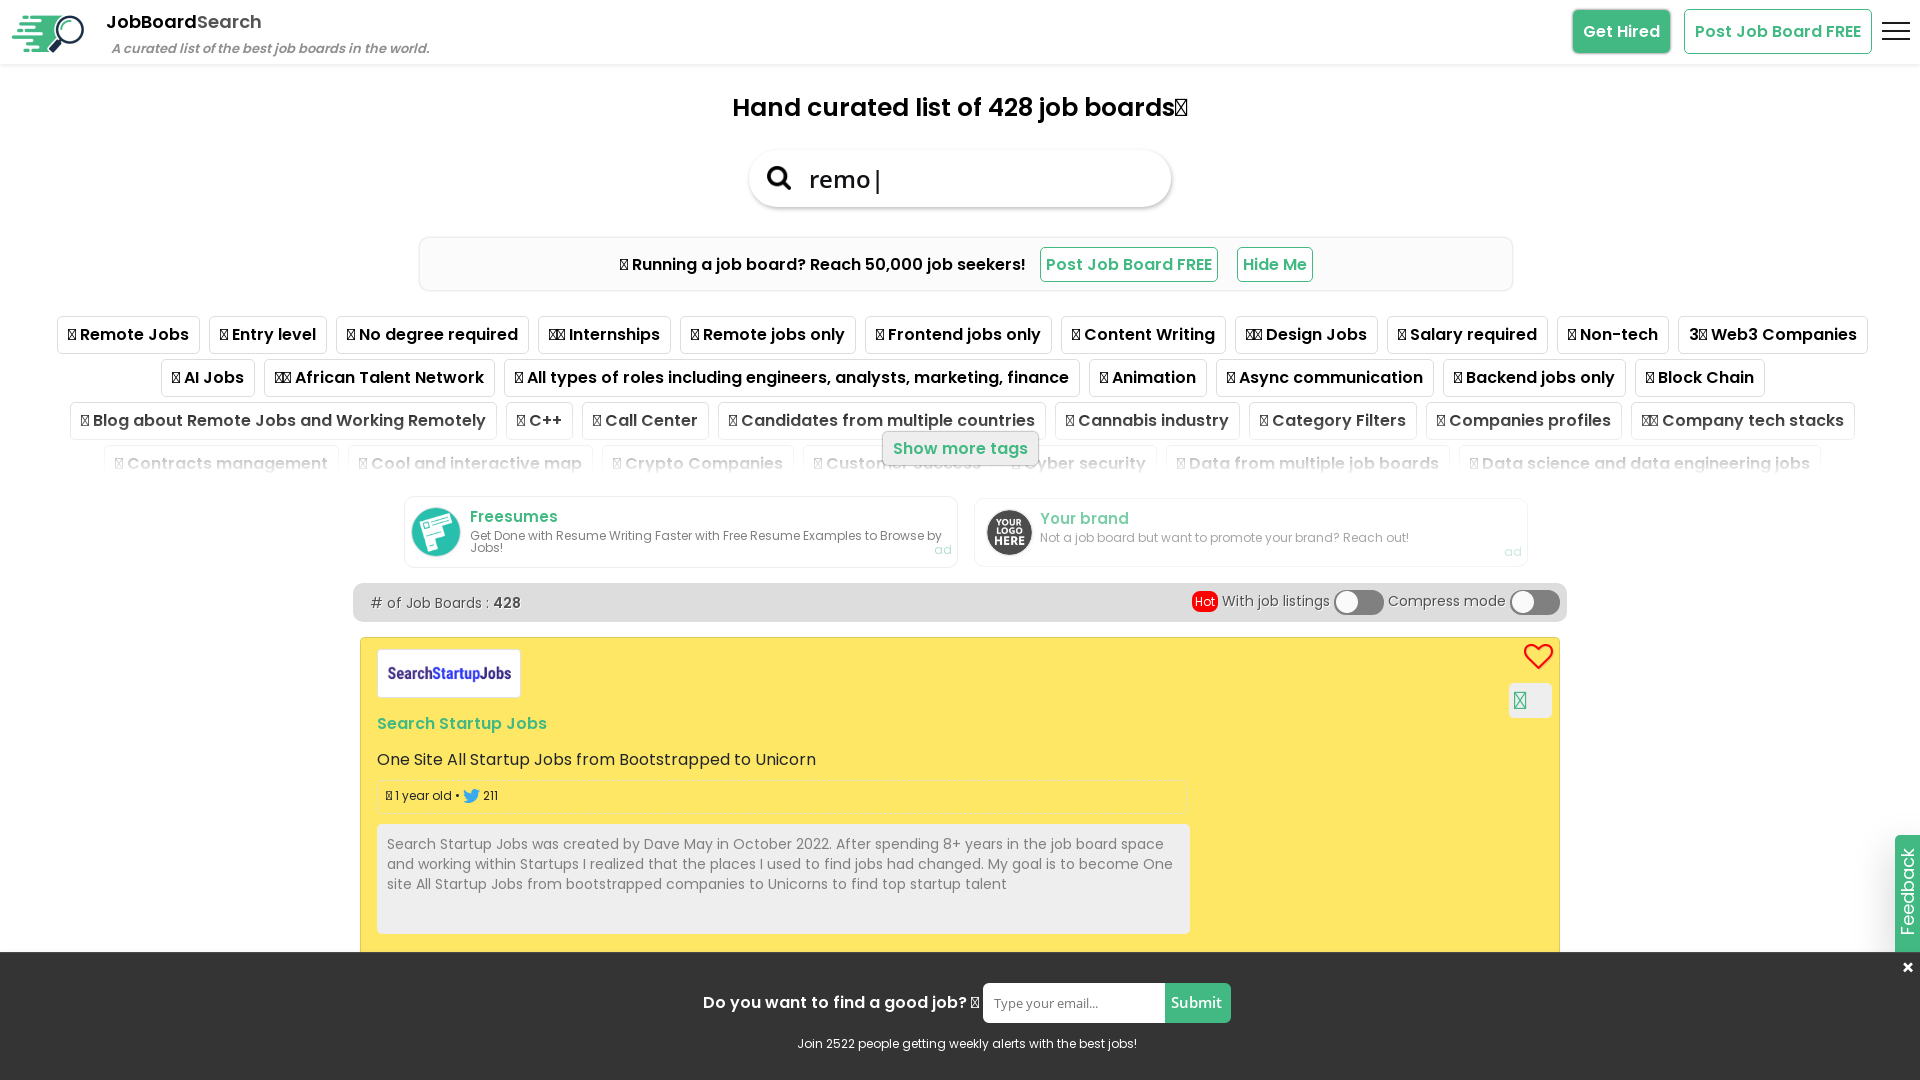 JobBoardSearch
A curated list of the best job boards in the world.
Get Hired
Post Job Board FREE
Hand curated list of 428 job boards
remo|
Running a job board? Reach 50,000 job seekers!
Post Job Board FREE
Hide Me
Remote Jobs
Entry level
No degree required
Internships
Remote jobs only
Frontend jobs only
Content Writing
Design Jobs
Salary required
Non-tech
3 Web3 Companies
AI Jobs
African Talent Network
All types of roles including engineers, analysts, marketing, finance
Animation
Async communication
Backend jobs only
Block Chain
Blog about Remote Jobs and Working Remotely
C++
Call Center
Candidates from multiple countries
Cannabis industry
Category Filters
Companies profiles
Company tech stacks
Contracts management
Cool and interactive map
Crypto Companies
Customer success
Cyber security
Data from multiple job boards
Data science and data engineering jobs
Show more tags
Freesumes
Get Done with Resume Writing Faster with Free Resume Examples to Browse by
Jobs!
ad
YOUR
LOGO
HERE
Your brand
Not a job board but want to promote your brand? Reach out!
ad
# of Job Boards : 428
Hot With job listings
Compress mode
SearchStartupJobs
Search Startup Jobs
One Site All Startup Jobs from Bootstrapped to Unicorn
1 year old • 211
Search Startup Jobs was created by Dave May in October 2022. After spending 8+ years in the job board space
and working within Startups I realized that the places I used to find jobs had changed. My goal is to become One
site All Startup Jobs from bootstrapped companies to Unicorns to find top startup talent
Feedback
×
Do you want to find a good job?
Type your email...
Submit
Join 2522 people getting weekly alerts with the best jobs!